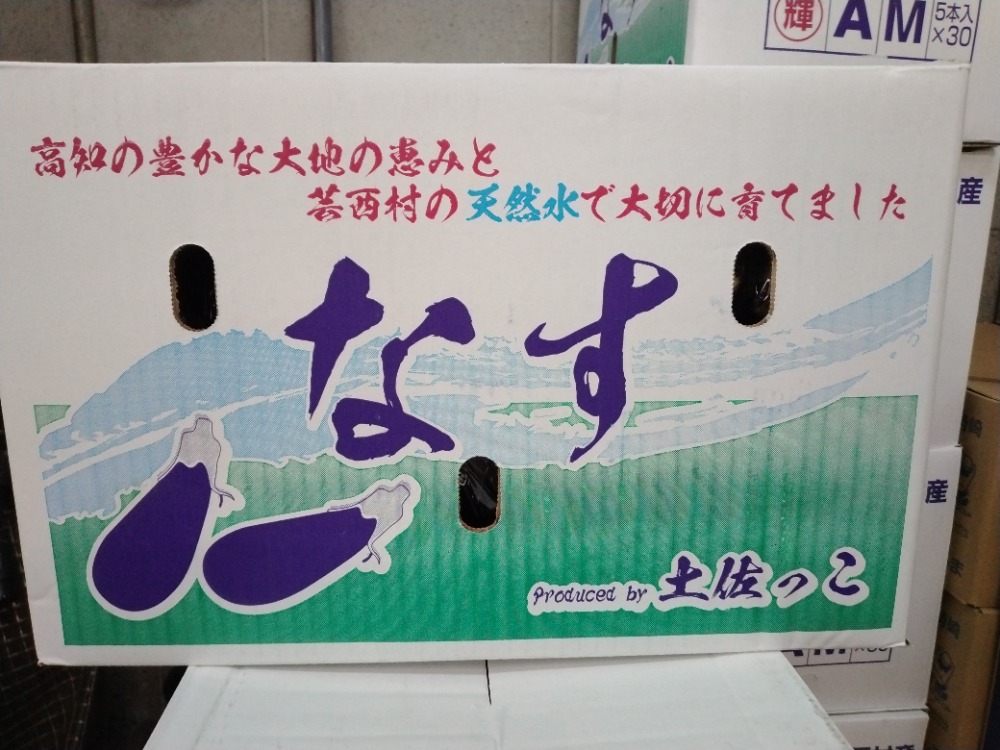 輝 A M 5本入
×30
高知の豊かな大地の恵みと
芸西村の天然水で大切に育てました
産
なす
産
Produced by 土佐っこ